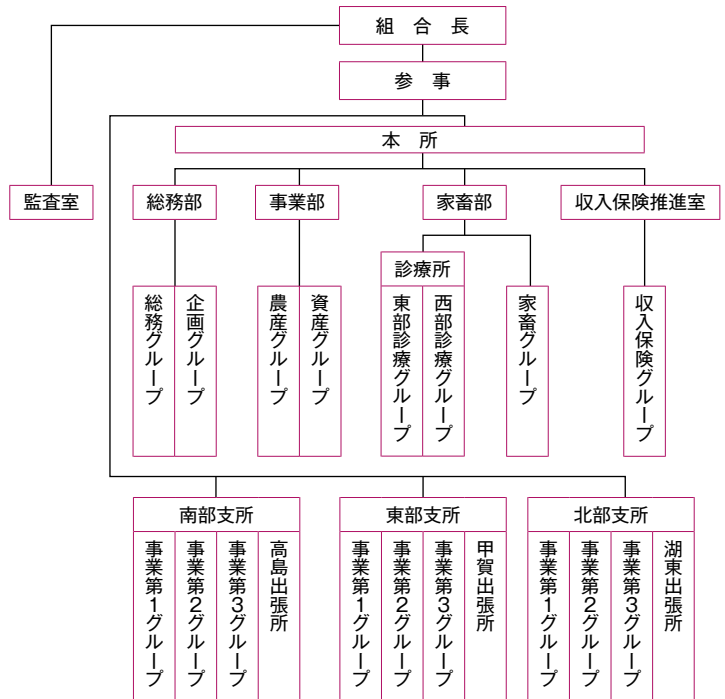 組合長
参事
本所
監査室
総務部
事業部
家畜部
収入保険推進室
診療所
総務グループ
企画グループ
農産グループ
資産グループ
東部診療グループ
西部診療グループ
家畜グループ
収入保険グループ
南部支所
東部支所
北部支所
事業第1グループ
事業第2グループ
事業第3グループ
高島出張所
事業第1グループ
事業第2グループ
事業第3グループ
甲賀出張所
事業第1グループ
事業第2グループ
事業第3グループ
湖東出張所